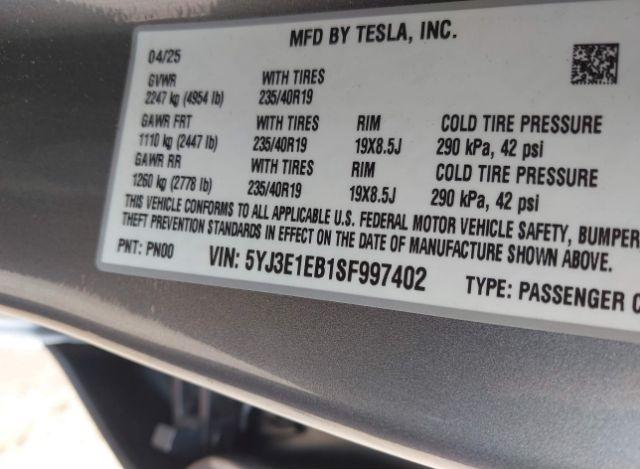 MFD BY TESLA, INC.
04/25
GVWR WITH TIRES
2247 kg (4954 lb) 235/40R19
GAWR FRT WITH TIRES RIM COLD TIRE PRESSURE
1110 kg (2447 lb) 235/40R19 19X8.5J 290 kPa, 42 psi
GAWR RR WITH TIRES RIM COLD TIRE PRESSURE
1260 kg (2778 lb) 235/40R19 19X8.5J 290 kPa, 42 psi
THIS VEHICLE CONFORMS TO ALL APPLICABLE U.S. FEDERAL MOTOR VEHICLE SAFETY, BUMPER
THEFT PREVENTION STANDARDS IN EFFECT ON THE DATE OF MANUFACTURE SHOWN ABOVE.
PNT: PN00 VIN: 5YJ3E1EB1SF997402 TYPE: PASSENGER C